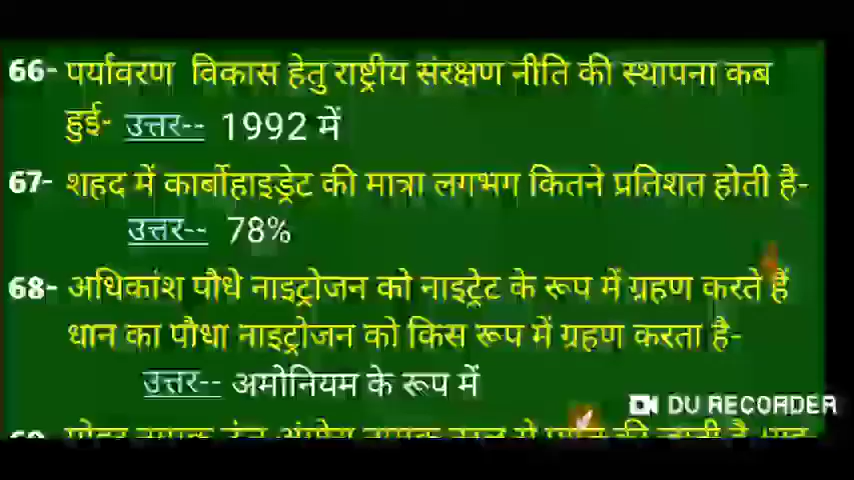 66- पर्यावरण विकास हेतु राष्ट्रीय संरक्षण नीति की स्थापना कब
हुई- उत्तर-- 1992 में
67- शहद में कार्बोहाइड्रेट की मात्रा लगभग कितने प्रतिशत होती है-
उत्तर-- 78%
68- अधिकांश पौधे नाइट्रोजन को नाइट्रेट के रूप में ग्रहण करते हैं
धान का पौधा नाइट्रोजन को किस रूप में ग्रहण करता है-
उत्तर-- अमोनियम के रूप में
DU RECORDER